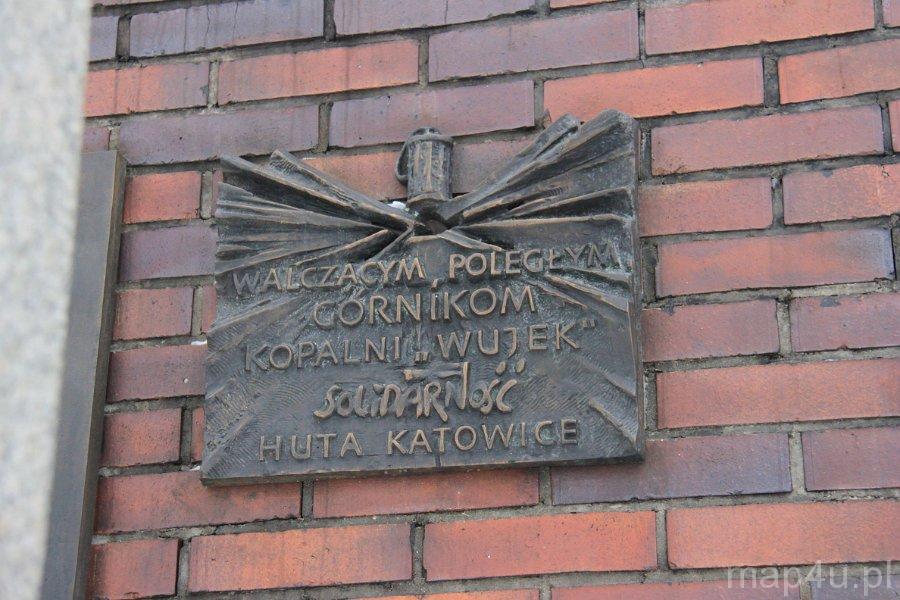 WALCZĄCYM, POLEGŁYM
GÓRNIKOM
KOPALNI „WUJEK"
SOLIDARNOŚĆ
HUTA KATOWICE
map4u.pl